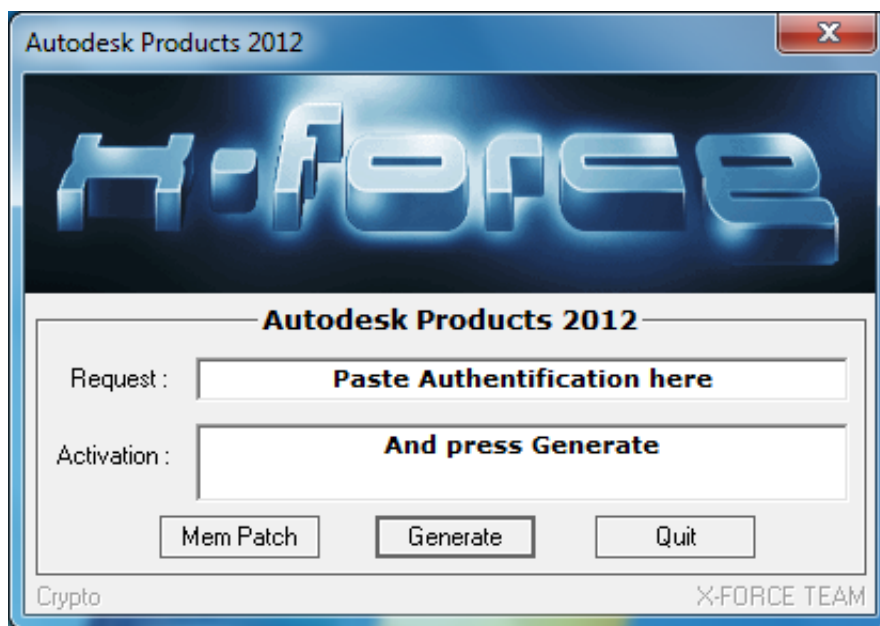 Autodesk Products 2012
x-force
Autodesk Products 2012
Request : Paste Authentification here
Activation : And press Generate
Mem Patch Generate Quit
Crypto X-FORCE TEAM